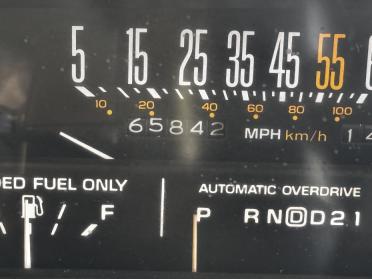 5 15 25 35 45 55
10 20 40 60 80 100
65842 MPH km/h 14
FUEL ONLY AUTOMATIC OVERDRIVE
F P R N D D 2 1